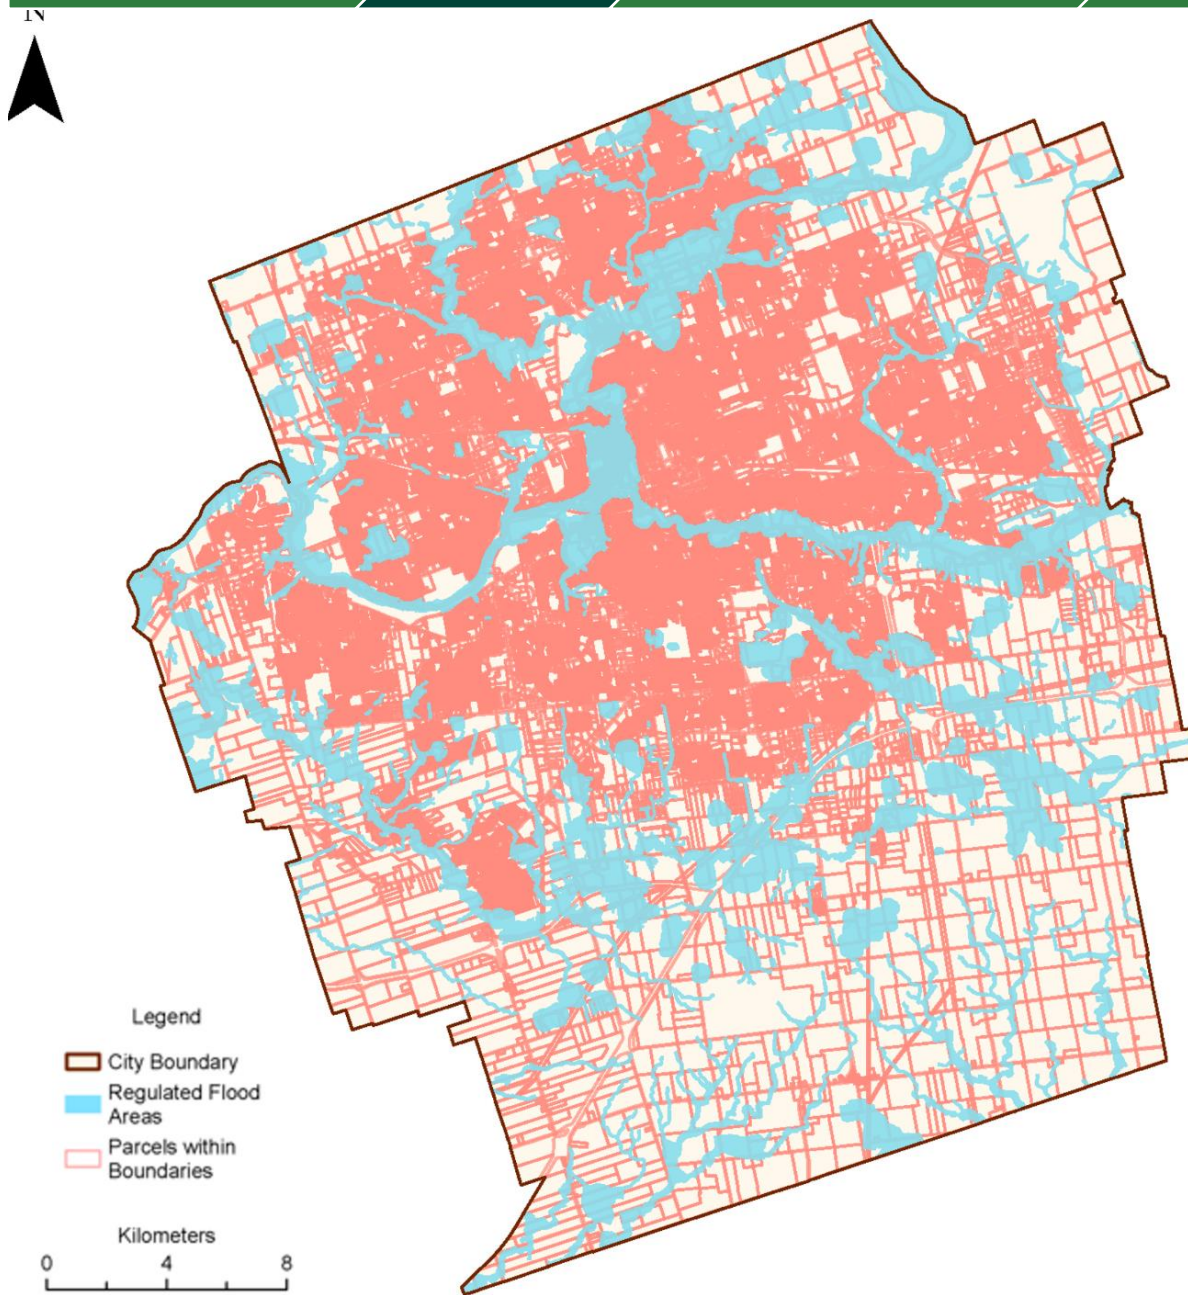 N
Legend
City Boundary
Regulated Flood
Areas
Parcels within
Boundaries
Kilometers
0 4 8